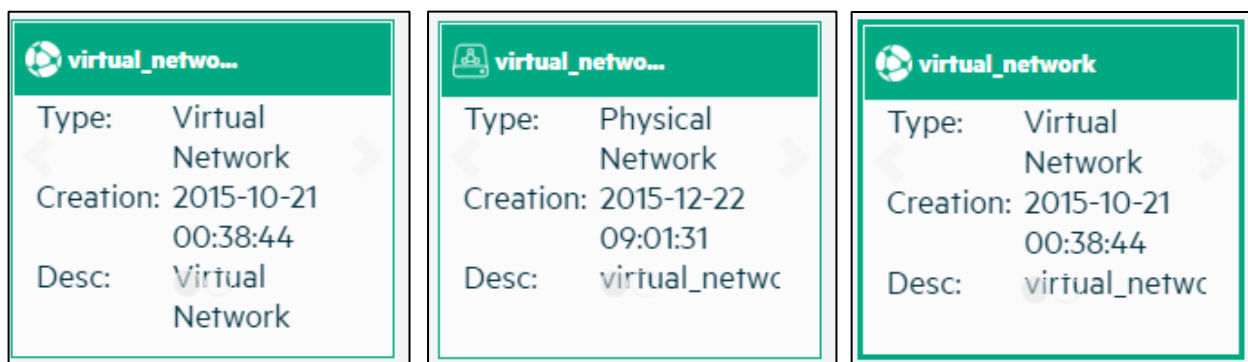 virtual_netwo...
Type: Virtual
Network
Creation: 2015-10-21
00:38:44
Desc: Virtual
Network
virtual_netwo...
Type: Physical
Network
Creation: 2015-12-22
09:01:31
Desc: virtual_netwc
virtual_network
Type: Virtual
Network
Creation: 2015-10-21
00:38:44
Desc: virtual_netwc